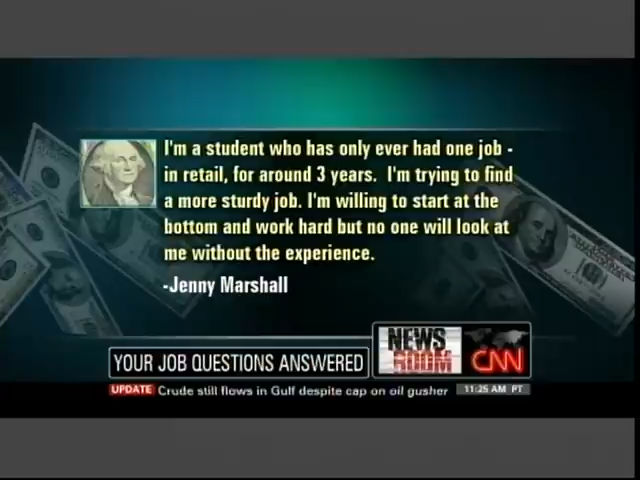 I'm a student who has only ever had one job -
in retail, for around 3 years.  I'm trying to find
a more sturdy job. I'm willing to start at the
bottom and work hard but no one will look at
me without the experience.
-Jenny Marshall
NEWS
ROOM
CNN
YOUR JOB QUESTIONS ANSWERED
UPDATE Crude still flows in Gulf despite cap on oil gusher 11:25 AM PT